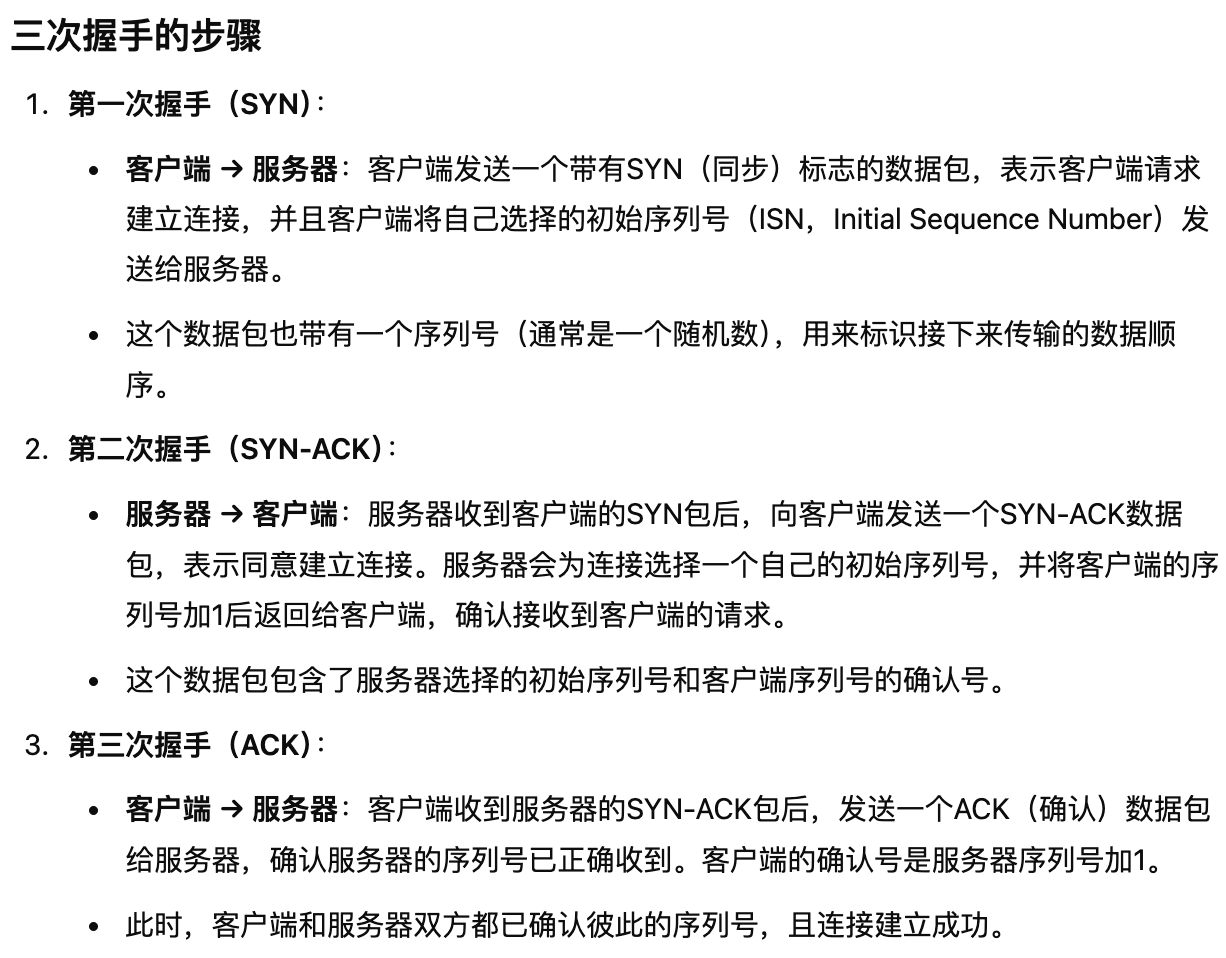 三次握手的步骤
1. 第一次握手（SYN）：
• 客户端 → 服务器：客户端发送一个带有SYN（同步）标志的数据包，表示客户端请求
建立连接，并且客户端将自己选择的初始序列号（ISN，Initial Sequence Number）发
送给服务器。
• 这个数据包也带有一个序列号（通常是一个随机数），用来标识接下来传输的数据顺
序。
2. 第二次握手（SYN-ACK）：
• 服务器 → 客户端：服务器收到客户端的SYN包后，向客户端发送一个SYN-ACK数据
包，表示同意建立连接。服务器会为连接选择一个自己的初始序列号，并将客户端的序
列号加1后返回给客户端，确认接收到客户端的请求。
• 这个数据包包含了服务器选择的初始序列号和客户端序列号的确认号。
3. 第三次握手（ACK）：
• 客户端 → 服务器：客户端收到服务器的SYN-ACK包后，发送一个ACK（确认）数据包
给服务器，确认服务器的序列号已正确收到。客户端的确认号是服务器序列号加1。
• 此时，客户端和服务器双方都已确认彼此的序列号，且连接建立成功。